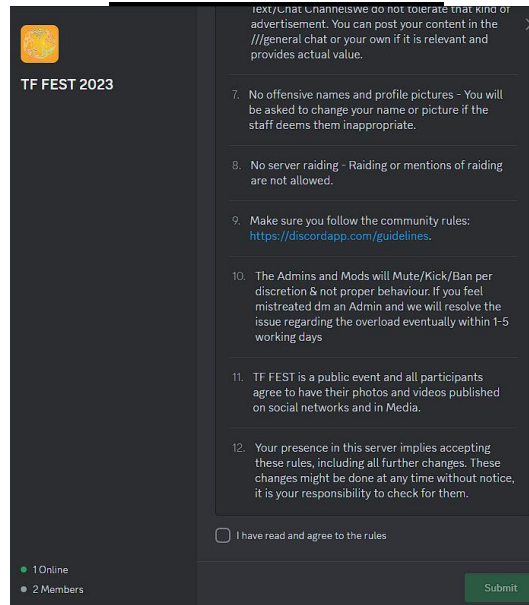 TF FEST 2023
Text/Chat ChannelsWe do not tolerate that kind of
advertisement. You can post your content in the
///general chat or your own if it is relevant and
provides actual value.
7. No offensive names and profile pictures - You will
be asked to change your name or picture if the
staff deems them inappropriate.
8. No server raiding - Raiding or mentions of raiding
are not allowed.
9. Make sure you follow the community rules:
https://discordapp.com/guidelines.
10. The Admins and Mods will Mute/Kick/Ban per
discretion & not proper behaviour. If you feel
mistreated dm an Admin and we will resolve the
issue regarding the overload eventually within 1-5
working days
11. TF FEST is a public event and all participants
agree to have their photos and videos published
on social networks and in Media.
12. Your presence in this server implies accepting
these rules, including all further changes. These
changes might be done at any time without notice,
it is your responsibility to check for them.
I have read and agree to the rules
1 Online
2 Members
Submit